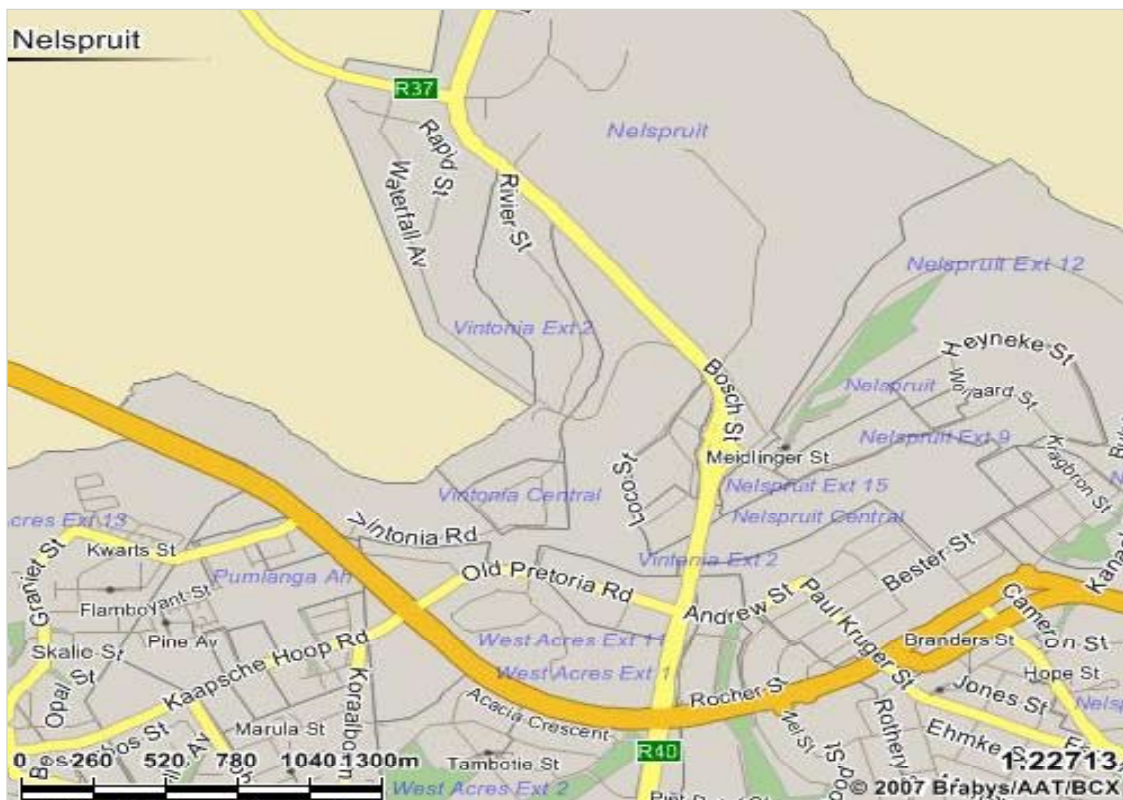 Nelspruit
R37
Nelspruit
Rapid St
Waterfall Av
Rivier St
Nelspruit Ext 12
Vintonia Ext 2
Heyneke St
Bosch St
Nelspruit
Nelspruit Ext 9
Meidlinger St
Kragbron St
Loco St
Nelspruit Ext 15
Vintonia Central
Nelspruit Central
Acres Ext 13
Vintonia Rd
Kwarts St
Graniet St
Vintonia Ext 2
Bester St
Pumlanga Ah
Old Pretoria Rd
Flamboyant St
Andrew St
Paul Kruger St
Cameron St
Pine Av
West Acres Ext 11
Branders St
Skalie St
West Acres Ext 1
Hope St
Opal St
Kaapsche Hoop Rd
Rocher St
Jones St
Acacia Crescent
Nel St
Rothery
Marula St
Ehmke St
R40
Tambotie St
0 260 520 780 1040 1300m
1:22713
West Acres Ext 2
© 2007 Brabys/AAT/BCX